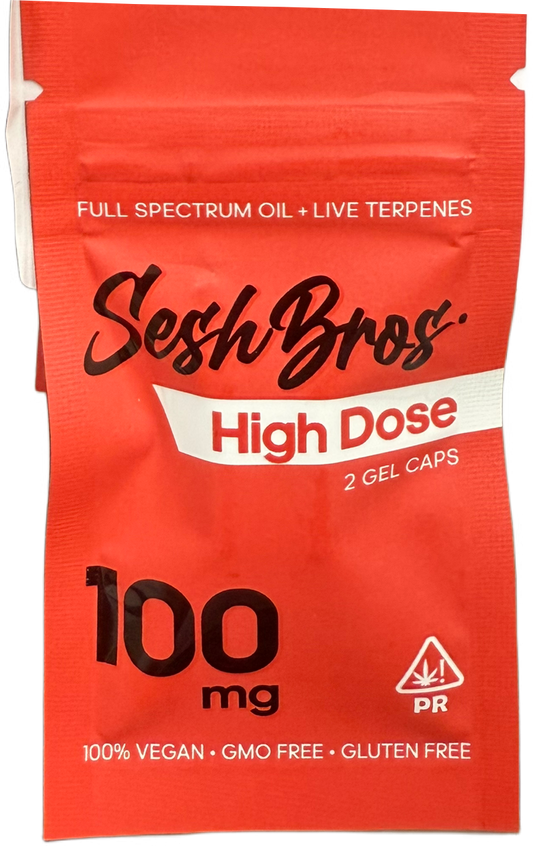 FULL SPECTRUM OIL + LIVE TERPENES
Sesh Bros.
High Dose
2 GEL CAPS
100
mg
!
PR
100% VEGAN • GMO FREE • GLUTEN FREE